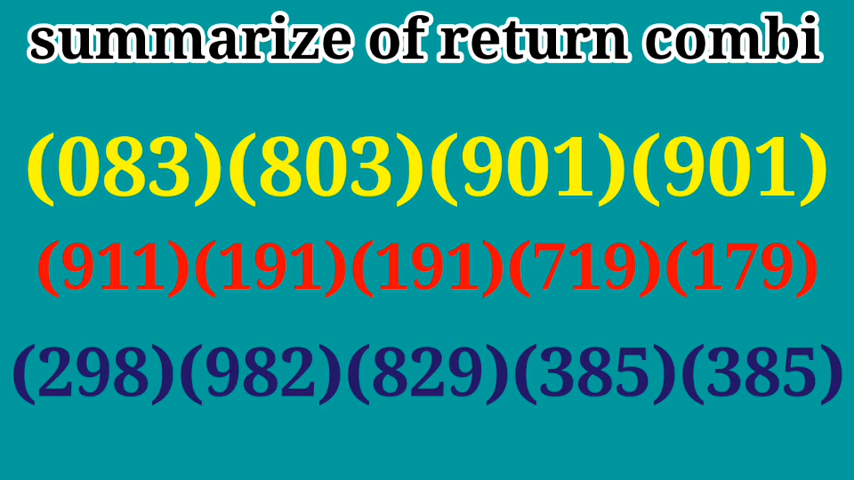 summarize of return combi
(083)(803)(901)(901)
(911)(191)(191)(719)(179)
(298)(982)(829)(385)(385)